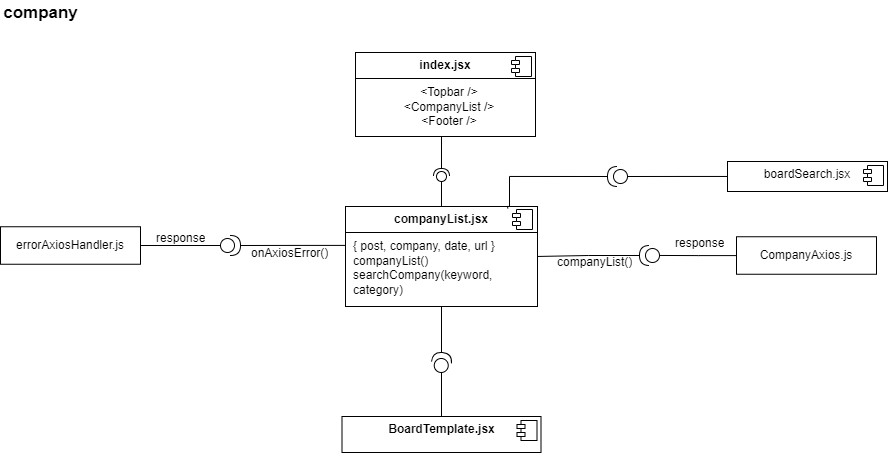 company
index.jsx
<Topbar />
<CompanyList />
<Footer />
boardSearch.jsx
companyList.jsx
errorAxiosHandler.js
response
onAxiosError()
{ post, company, date, url }
companyList()
searchCompany(keyword,
category)
companyList()
response
CompanyAxios.js
BoardTemplate.jsx